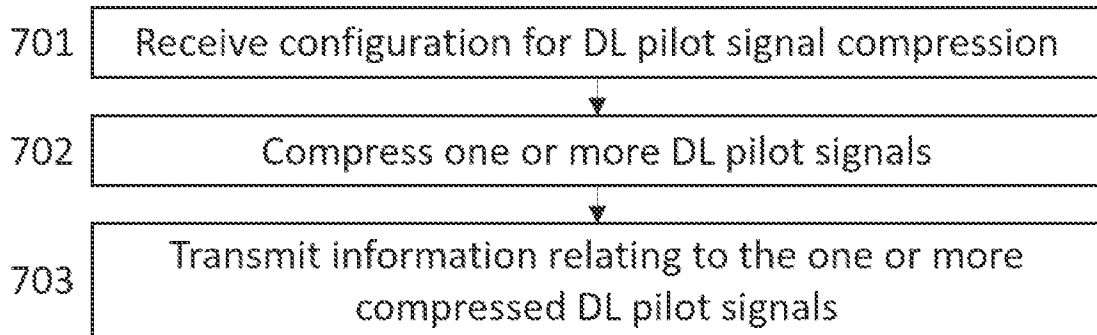 701 Receive configuration for DL pilot signal compression
702 Compress one or more DL pilot signals
703 Transmit information relating to the one or more
compressed DL pilot signals